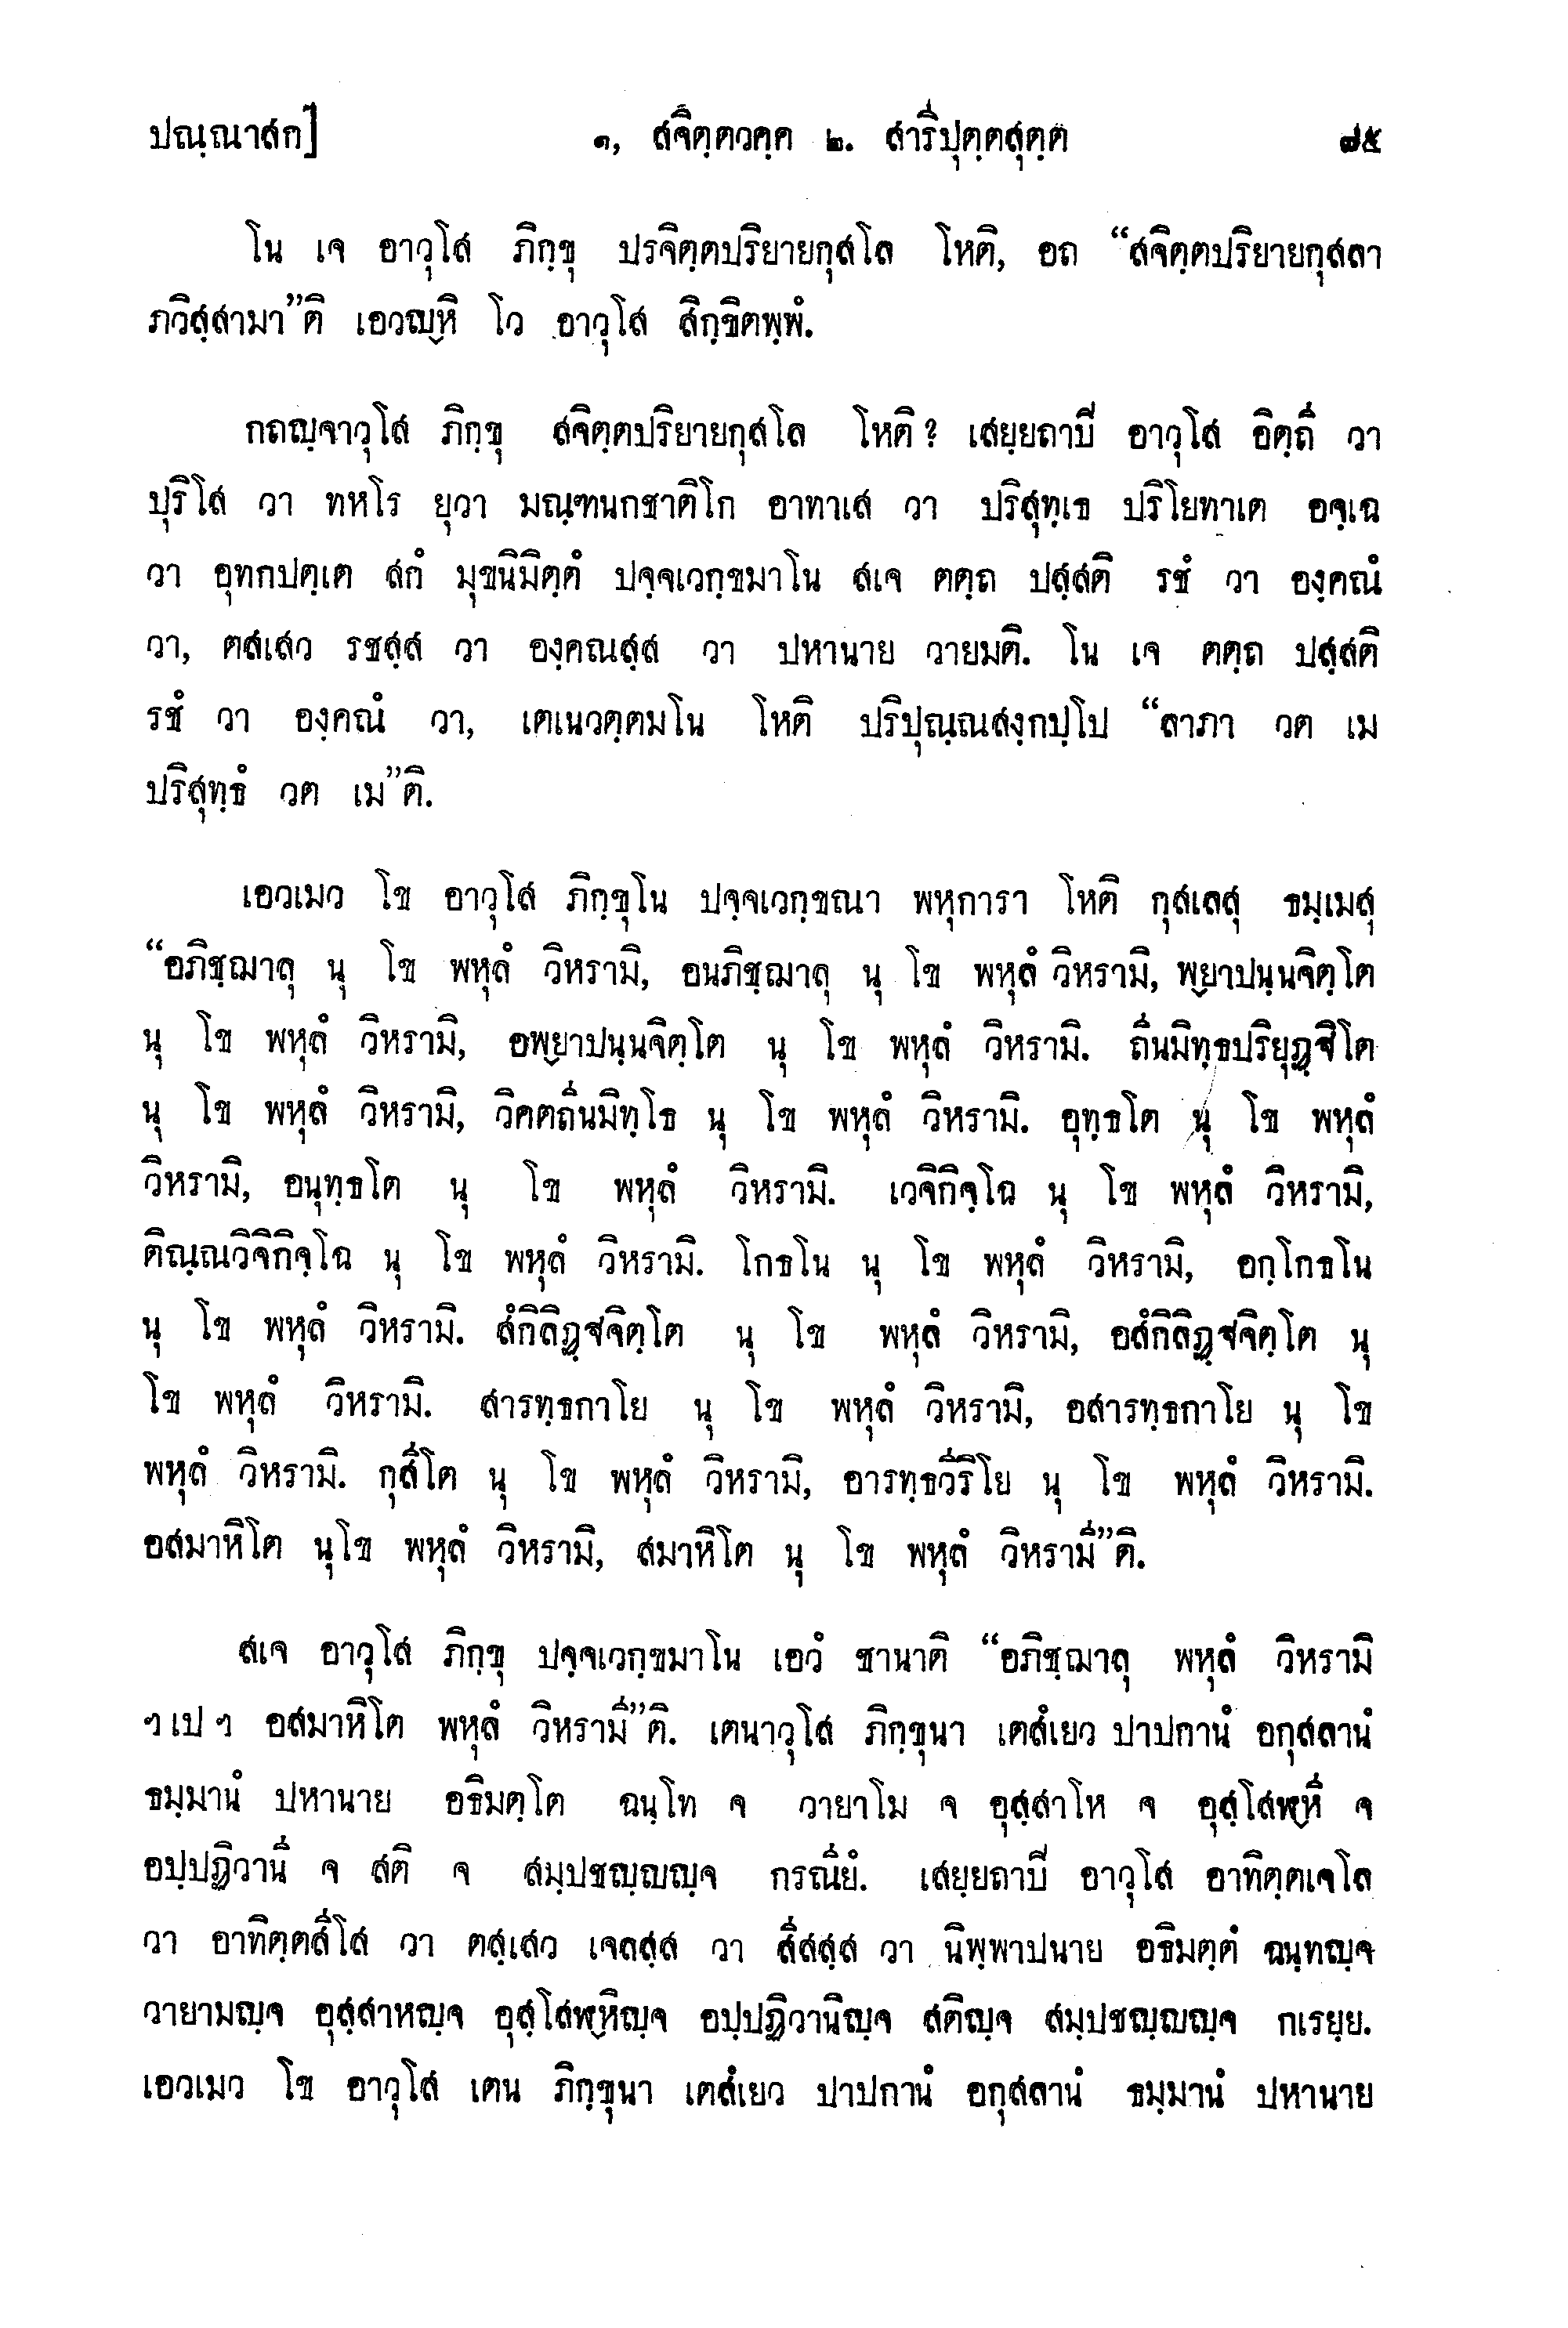 ปณฺณาสก]	๑, สจิตฺตวคฺค ๒. สาริปุตฺตสุตฺต	๗๕
โน เจ อาวุโส ภิกฺขุ ปรจิตฺตปริยายกุสโล โหติ, อถ “สจิตฺตปริยายกุสลา
ภวิสฺสามา”ติ เอวญฺหิ โว อาวุโส สิกฺขิตพฺพํ.
กถญฺจาวุโส ภิกฺขุ สจิตฺตปริยายกุสโล โหติ? เสยฺยถาปี อาวุโส อิตฺถี วา
ปุริโส วา ทหโร ยุวา มณฺฑนกชาติโก อาทาเส วา ปริสุทฺเธ ปริโยทาเต อจฺเฉ
วา อุทกปตฺเต สกํ มุขนิมิตฺตํ ปจฺจเวกฺขมาโน สเจ ตตฺถ ปสฺสติ รชํ วา องฺคณํ
วา, ตสเสว รชสฺส วา องฺคณสฺส วา ปหานาย วายมติ. โน เจ ตตฺถ ปสฺสติ
รชํ วา องฺคณํ วา, เตเนวตฺตมโน โหติ ปริปุณฺณสงฺกปฺโป “ลาภา วต เม
ปริสุทฺธํ วต เม”ติ.
เอวเมว โข อาวุโส ภิกฺขุโน ปจฺจเวกฺขณา พหุการา โหติ กุสเลสุ ธมฺเมสุ
“อภิชฺฌาลุ นุ โข พหุลํ วิหรามิ, อนภิชฺฌาลุ นุ โข พหุลํ วิหรามิ, พฺยาปนฺนจิตฺโต
นุ โข พหุลํ วิหรามิ, อพฺยาปนฺนจิตฺโต นุ โข พหุลํ วิหรามิ. ถีนมิทฺธปริยุฏฺฐิโต
นุ โข พหุลํ วิหรามิ, วิคตถีนมิทฺโธ นุ โข พหุลํ วิหรามิ. อุทฺธโต นุ โข พหุลํ
วิหรามิ, อนุทฺธโต นุ โข พหุลํ วิหรามิ. เวจิกิจฺโฉ นุ โข พหุลํ วิหรามิ,
ติณฺณวิจิกิจฺโฉ นุ โข พหุลํ วิหรามิ. โกธโน นุ โข พหุลํ วิหรามิ, อกฺโกธโน
นุ โข พหุลํ วิหรามิ. สํกิลิฏฺฐจิตฺโต นุ โข พหุลํ วิหรามิ, อสํกิลิฏฺฐจิตฺโต นุ
โข พหุลํ วิหรามิ. สารทฺธกาโย นุ โข พหุลํ วิหรามิ, อสารทฺธกาโย นุ โข
พหุลํ วิหรามิ. กุสีโต นุ โข พหุลํ วิหรามิ, อารทฺธวีริโย นุ โข พหุลํ วิหรามิ.
อสมาหิโต นุโข พหุลํ วิหรามิ, สมาหิโต นุ โข พหุลํ วิหรามี”ติ.
สเจ อาวุโส ภิกฺขุ ปจฺจเวกฺขมาโน เอวํ ชานาติ “อภิชฺฌาลุ พหุลํ วิหรามิ
ฯ เป ฯ อสมาหิโต พหุลํ วิหรามี”ติ. เตนาวุโส ภิกฺขุนา เตสํเยว ปาปกานํ อกุสลานํ
ธมฺมานํ ปหานาย อธิมตฺโต ฉนฺโท จ วายาโม จ อุสฺสาโห จ อุสฺโสฬฺหี จ
อปฺปฏิวานี จ สติ จ สมฺปชญฺญญฺจ กรณียํ. เสยฺยถาปี อาวุโส อาทิตฺตเจโล
วา อาทิตฺตสีโส วา ตสฺเสว เจลสฺส วา สีสสฺส วา นิพฺพาปนาย อธิมตฺตํ ฉนฺทญฺจ
วายามญฺจ อุสฺสาหญฺจ อุสฺโสฬฺหิญฺจ อปฺปฏิวานิญฺจ สติญฺจ สมฺปชญฺญญฺจ กเรยฺย.
เอวเมว โข อาวุโส เตน ภิกฺขุนา เตสํเยว ปาปกานํ อกุสลานํ ธมฺมานํ ปหานาย